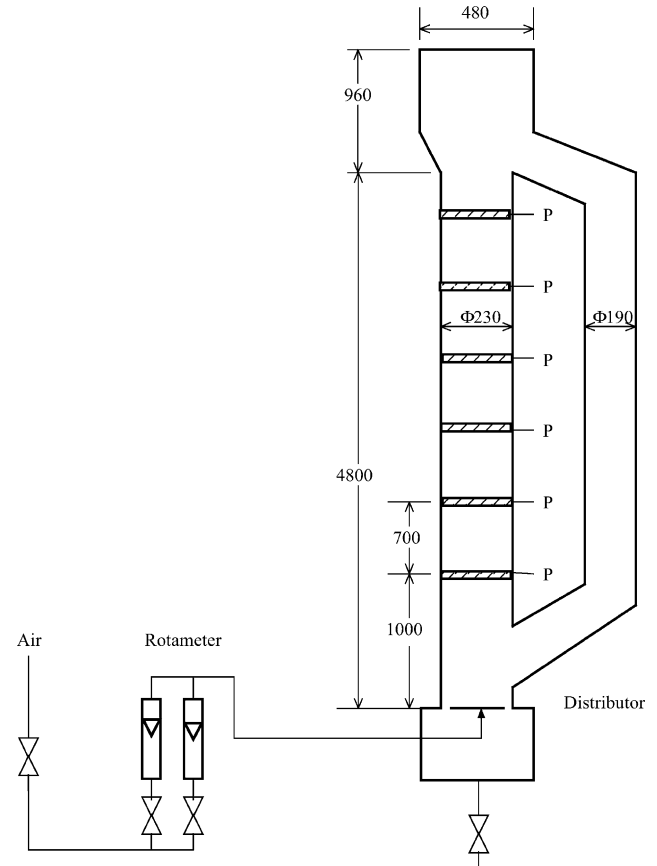 480
960
P
P
Φ230
Φ190
P
P
4800
P
700
P
1000
Air
Rotameter
Distributor